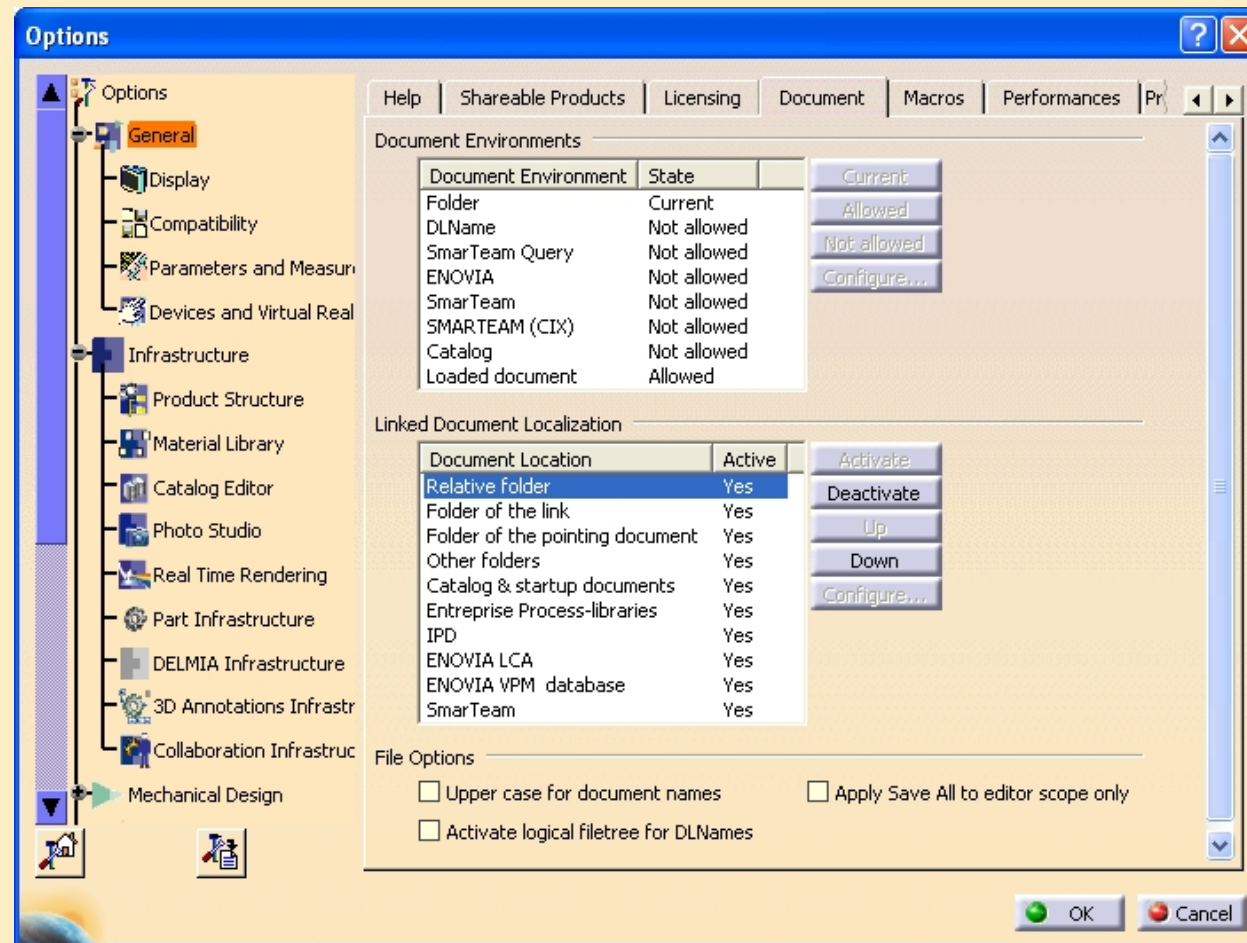 Options
Options
General
Display
Compatibility
Parameters and Measure
Devices and Virtual Real
Infrastructure
Product Structure
Material Library
Catalog Editor
Photo Studio
Real Time Rendering
Part Infrastructure
DELMIA Infrastructure
3D Annotations Infrastr
Collaboration Infrastruc
Mechanical Design
Help Shareable Products Licensing Document Macros Performances Pr
Document Environments
Document Environment State
Folder Current
DLName Not allowed
SmarTeam Query Not allowed
ENOVIA Not allowed
SmarTeam Not allowed
SMARTEAM (CIX) Not allowed
Catalog Not allowed
Loaded document Allowed
Current
Allowed
Not allowed
Configure...
Linked Document Localization
Document Location Active
Relative folder Yes
Folder of the link Yes
Folder of the pointing document Yes
Other folders Yes
Catalog & startup documents Yes
Entreprise Process-libraries Yes
IPD Yes
ENOVIA LCA Yes
ENOVIA VPM database Yes
SmarTeam Yes
Activate
Deactivate
Up
Down
Configure...
File Options
Upper case for document names Apply Save All to editor scope only
Activate logical filetree for DLNames
OK Cancel